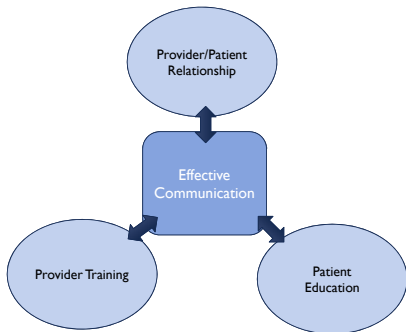 Provider/Patient
Relationship
Effective
Communication
Provider Training
Patient
Education